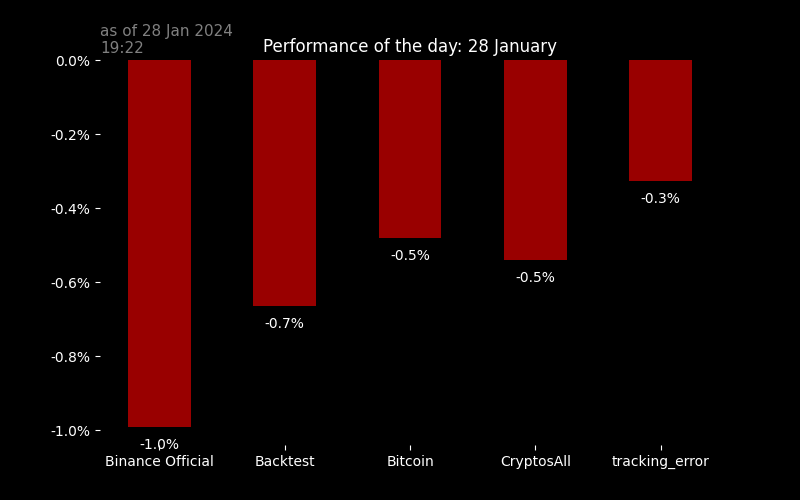 as of 28 Jan 2024
19:22
Performance of the day: 28 January
0.0%
-0.2%
-0.4%
-0.6%
-0.8%
-1.0%
-1.0%
-0.7%
-0.5%
-0.5%
-0.3%
Binance Official
Backtest
Bitcoin
CryptosAll
tracking_error